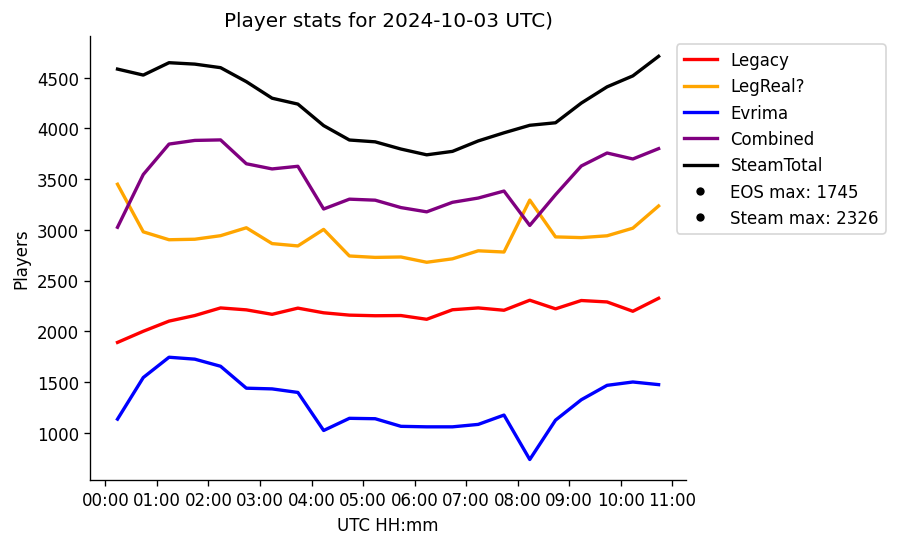 Player stats for 2024-10-03 UTC)
Legacy
LegReal?
Evrima
Combined
SteamTotal
EOS max: 1745
Steam max: 2326
Players
4500
4000
3500
3000
2500
2000
1500
1000
00:00 01:00 02:00 03:00 04:00 05:00 06:00 07:00 08:00 09:00 10:00 11:00
UTC HH:mm